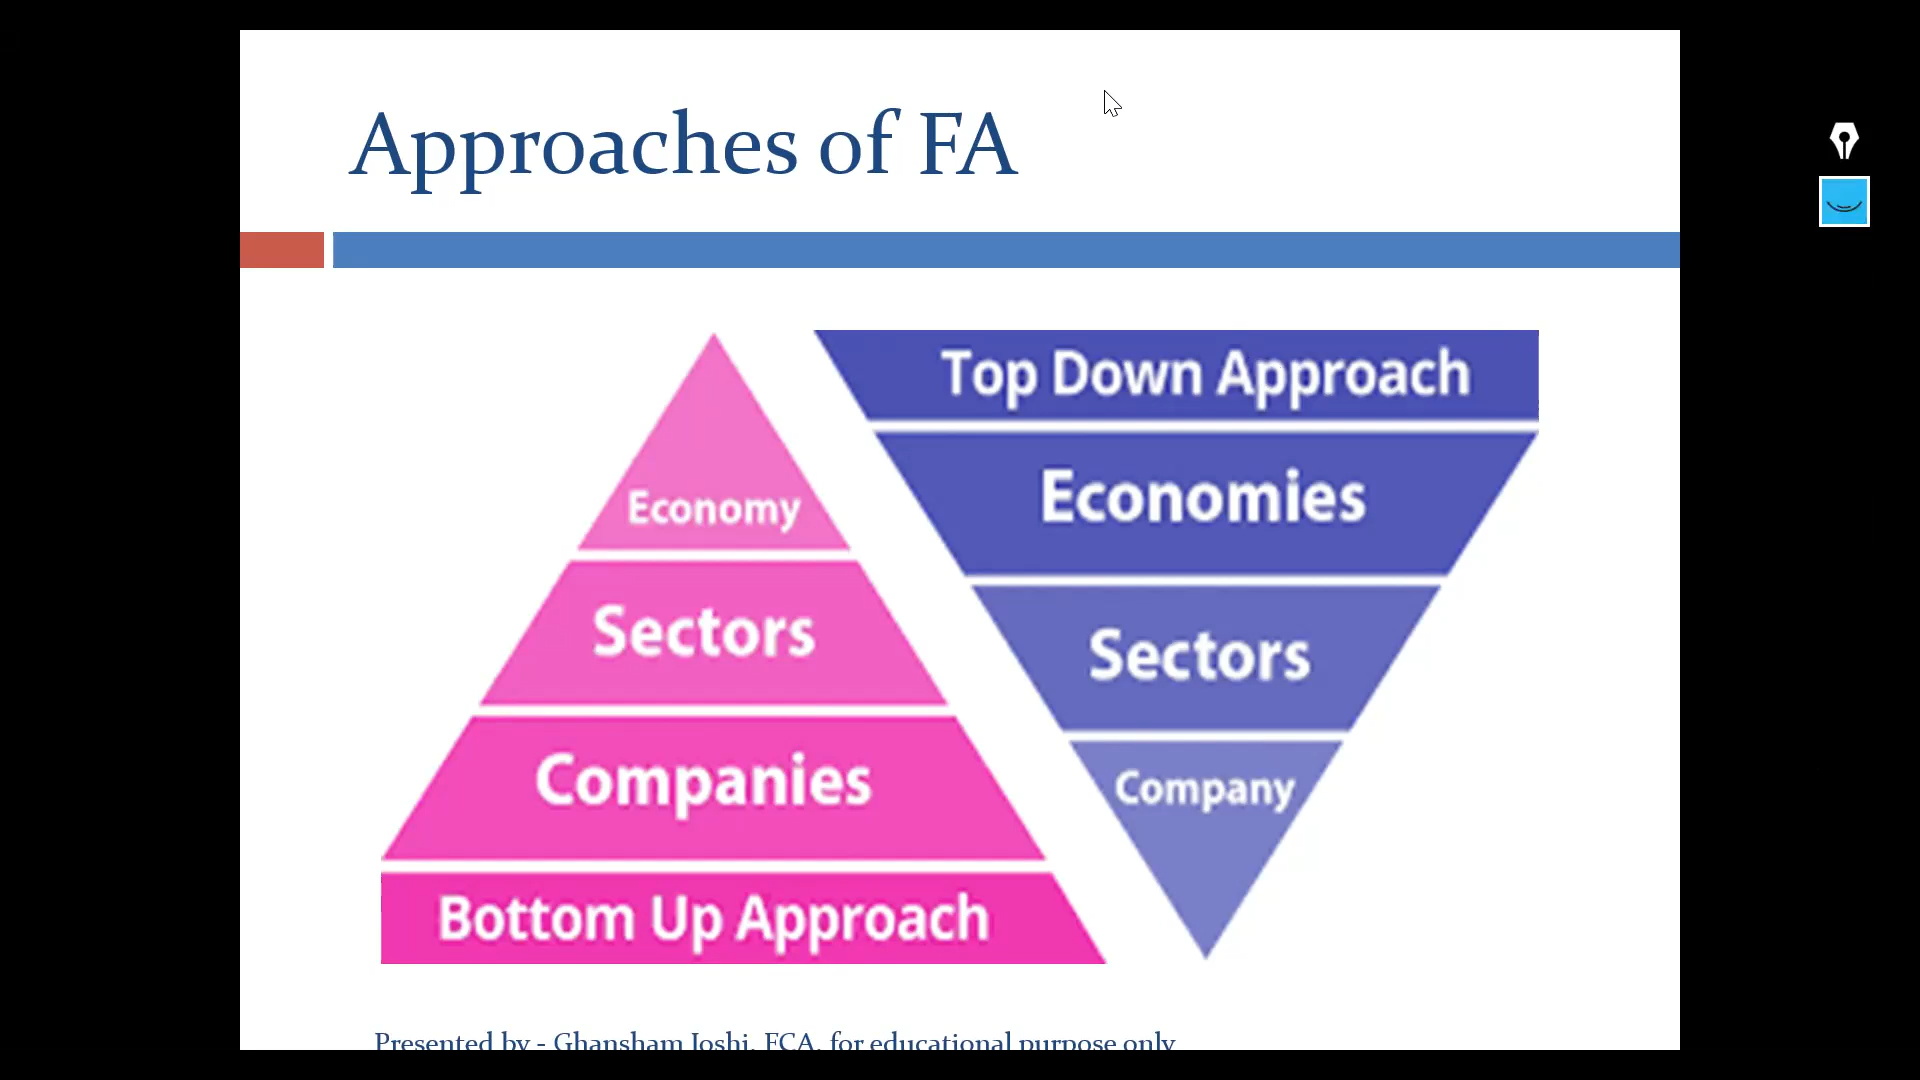 Approaches of FA
Economy
Sectors
Companies
Bottom Up Approach
Top Down Approach
Economies
Sectors
Company
Presented by - Ghansham Joshi, FCA, for educational purpose only